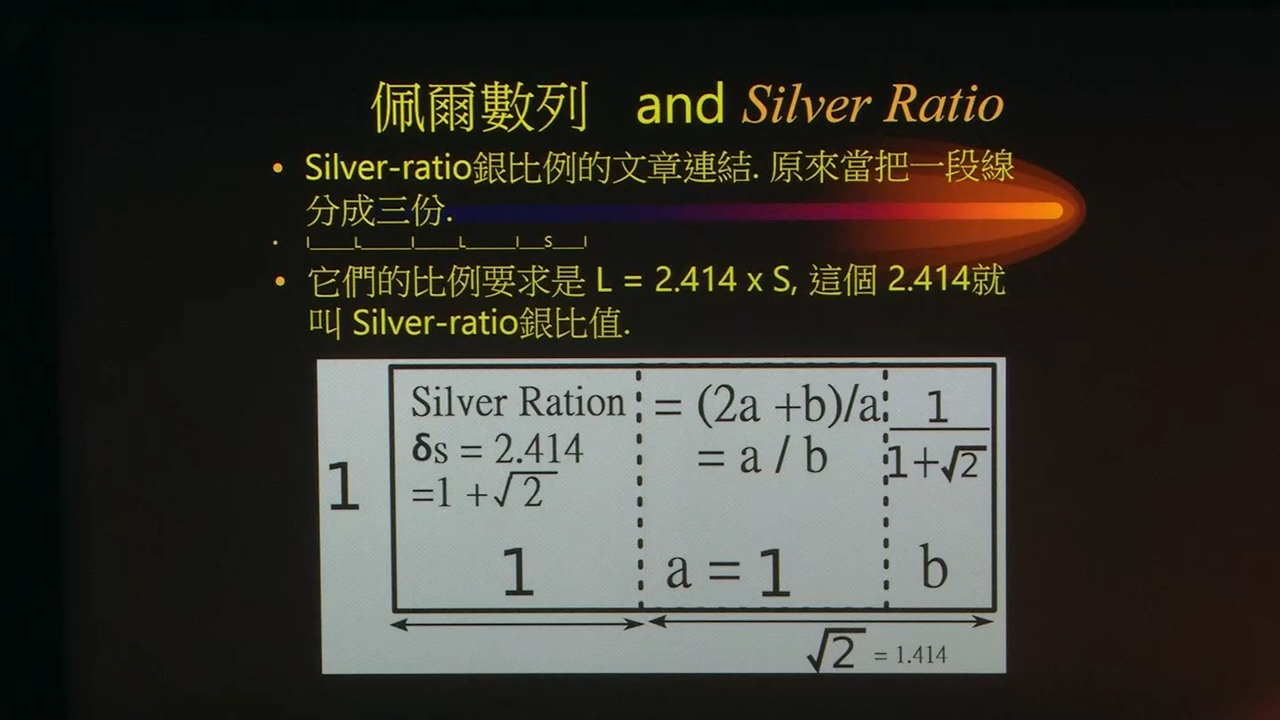 佩爾數列 and Silver Ratio
• Silver-ratio銀比例的文章連結. 原來當把一段線
分成三份.
• |____L_____|____L_____|__S__|
• 它們的比例要求是 L = 2.414 x S, 這個 2.414就
叫 Silver-ratio銀比值.
Silver Ration = (2a +b)/a
δs = 2.414 = a / b
=1 +√2
1/(1+√2)
1
1
a = 1
b
√2 = 1.414